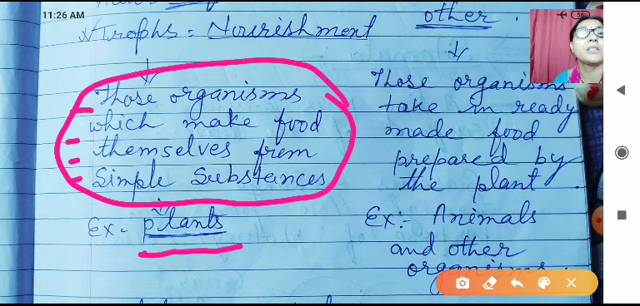 11:26 AM
Trophs = Nourishment
Those organisms
which make food
themselves from
Simple Substances
Ex- plants
other
Those organisms
take in ready
made food
prepared by
the plant.
Ex:- Animals
and other
organisms